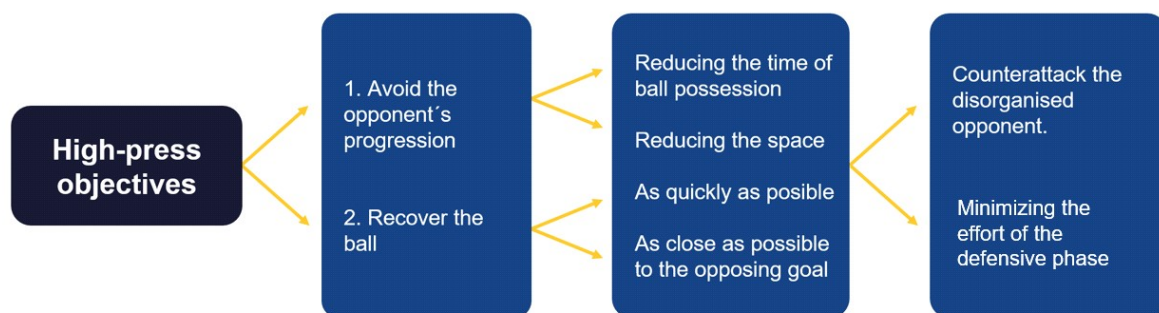 High-press
objectives
1. Avoid the
opponent´s
progression
2. Recover the
ball
Reducing the time of
ball possession
Reducing the space
As quickly as posible
As close as possible
to the opposing goal
Counterattack the
disorganised
opponent.
Minimizing the
effort of the
defensive phase